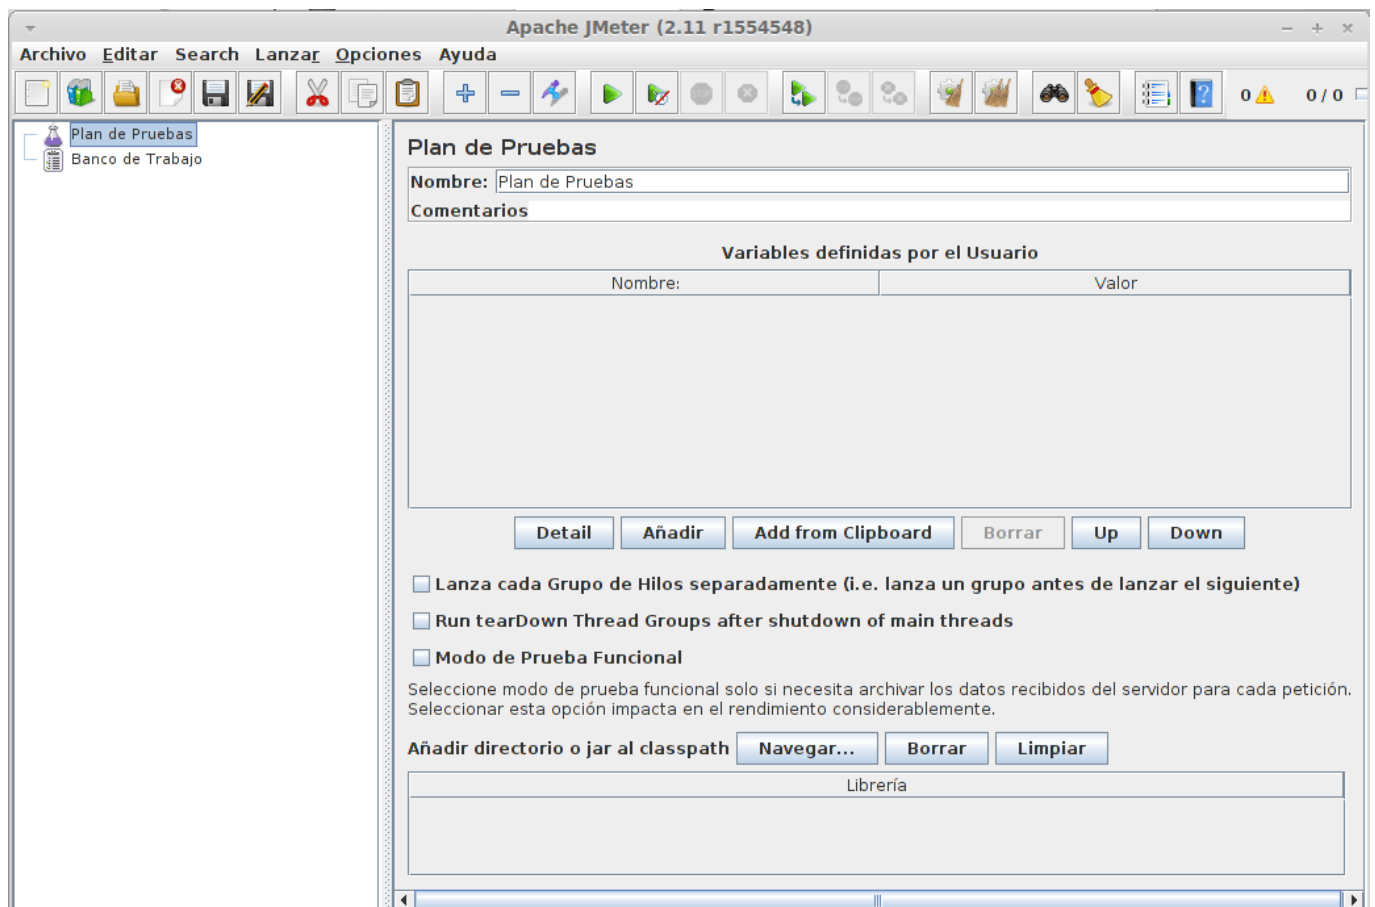 Apache JMeter (2.11 r1554548)
Archivo Editar Search Lanzar Opciones Ayuda
0 0 / 0
Plan de Pruebas
Banco de Trabajo
Plan de Pruebas
Nombre: Plan de Pruebas
Comentarios
Variables definidas por el Usuario
Nombre: Valor
Detail Añadir Add from Clipboard Borrar Up Down
Lanza cada Grupo de Hilos separadamente (i.e. lanza un grupo antes de lanzar el siguiente)
Run tearDown Thread Groups after shutdown of main threads
Modo de Prueba Funcional
Seleccione modo de prueba funcional solo si necesita archivar los datos recibidos del servidor para cada petición.
Seleccionar esta opción impacta en el rendimiento considerablemente.
Añadir directorio o jar al classpath Navegar... Borrar Limpiar
Librería